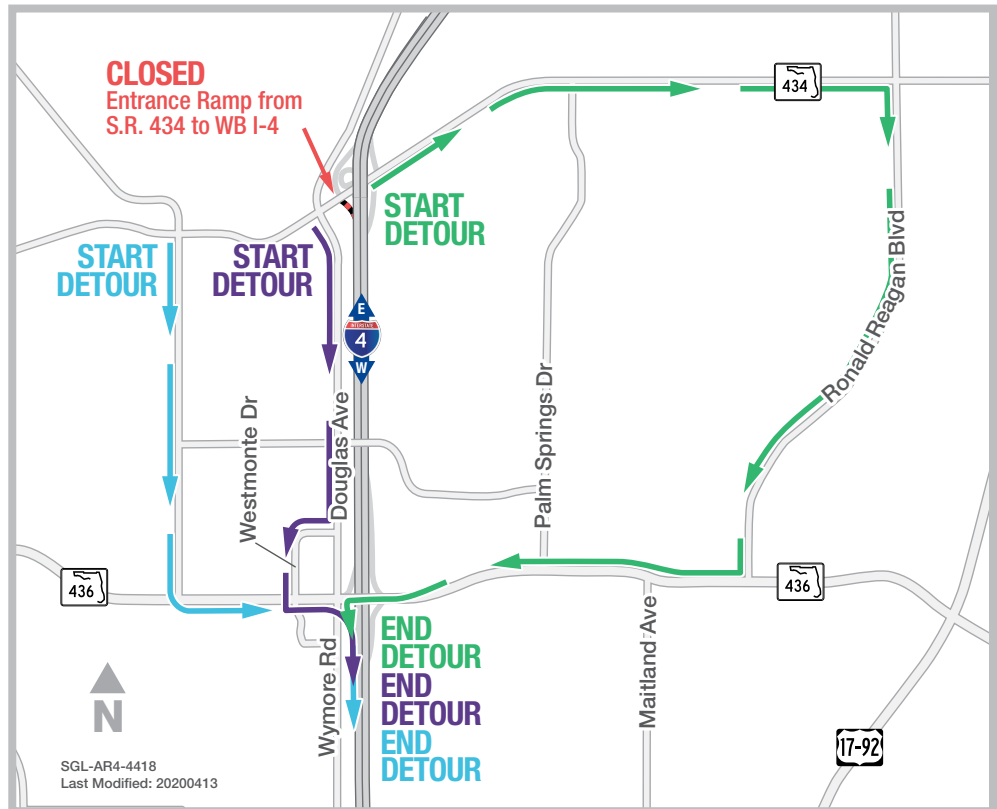 CLOSED
Entrance Ramp from
S.R. 434 to WB I-4
434
START
DETOUR
START
DETOUR
START
DETOUR
Ronald Reagan Blvd
E
INTERSTATE
4
W
Westmonte Dr
Douglas Ave
Palm Springs Dr
436
436
END
DETOUR
END
DETOUR
END
DETOUR
Wymore Rd
Maitland Ave
N
17-92
SGL-AR4-4418
Last Modified: 20200413